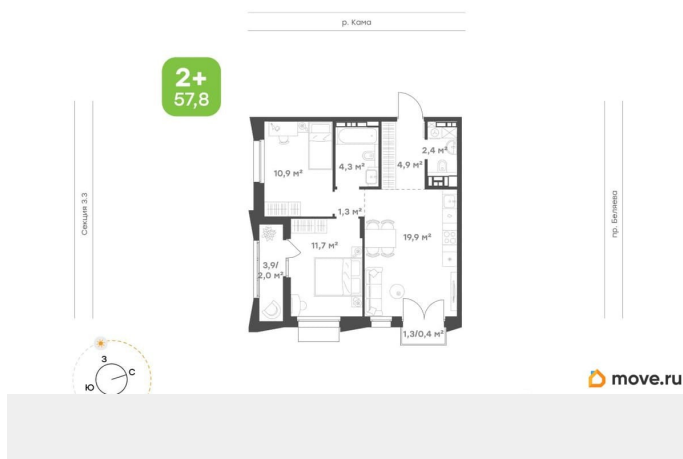 р. Кама
2+
57,8
2,4 м²
4,3 м²
4,9 м²
10,9 м²
Секция 3.3
пр. Беляева
1,3 м²
19,9 м²
11,7 м²
3,9/
2,0 м²
1,3/0,4 м²
З
С
Ю
move.ru